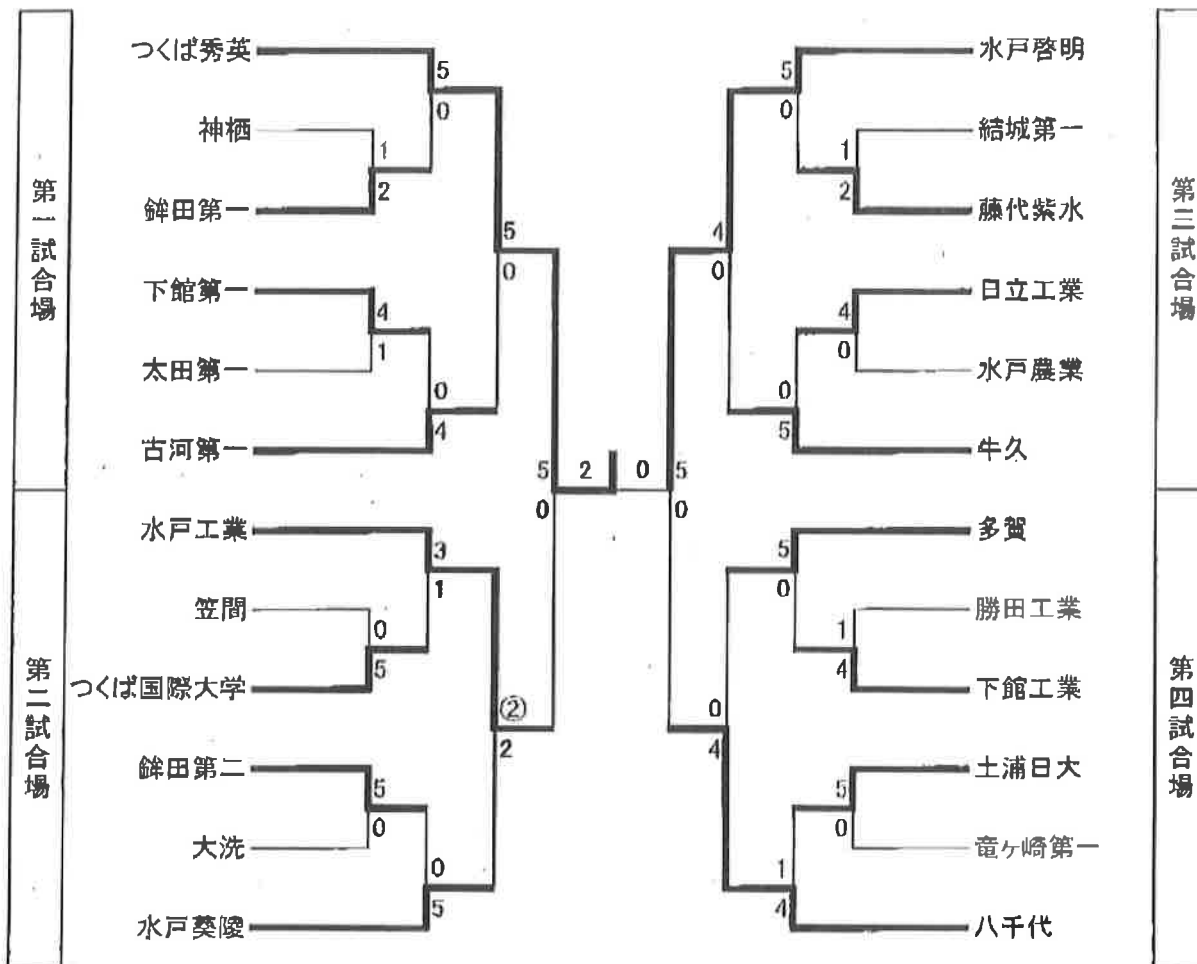 第一試合場
つくば秀英
5
0
神栖
1
2
鉾田第一
5
0
下館第一
4
1
太田第一
0
4
古河第一
5
0
2
第二試合場
水戸工業
3
1
笠間
0
5
つくば国際大学
②
2
鉾田第二
5
0
大洗
0
5
水戸葵陵
第三試合場
水戸啓明
5
0
結城第一
1
2
藤代紫水
4
0
日立工業
4
0
水戸農業
0
5
牛久
0
5
0
第四試合場
多賀
5
0
勝田工業
1
4
下館工業
0
4
土浦日大
5
0
竜ヶ崎第一
1
4
八千代